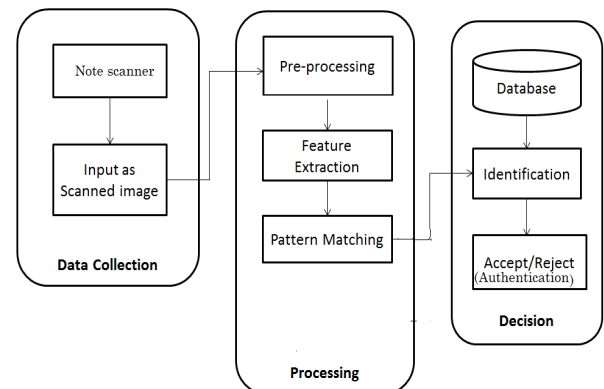 Note scanner
Input as
Scanned image
Data Collection
Pre-processing
Feature
Extraction
Pattern Matching
Processing
Database
Identification
Accept/Reject
(Authentication)
Decision